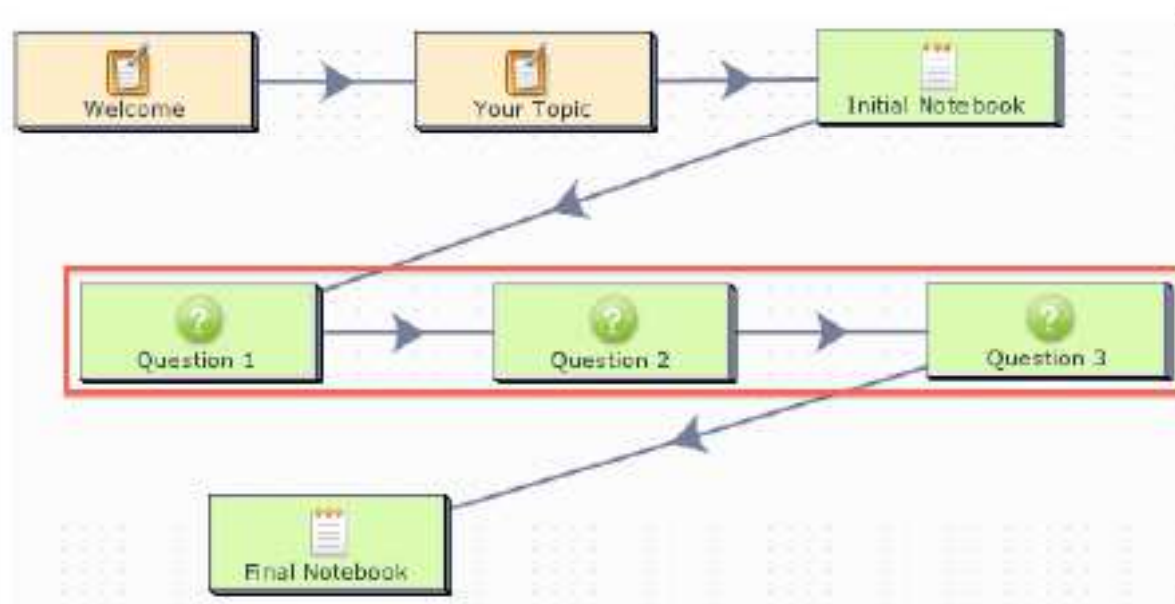 Welcome
Your Topic
Initial Notebook
Question 1
Question 2
Question 3
Final Notebook